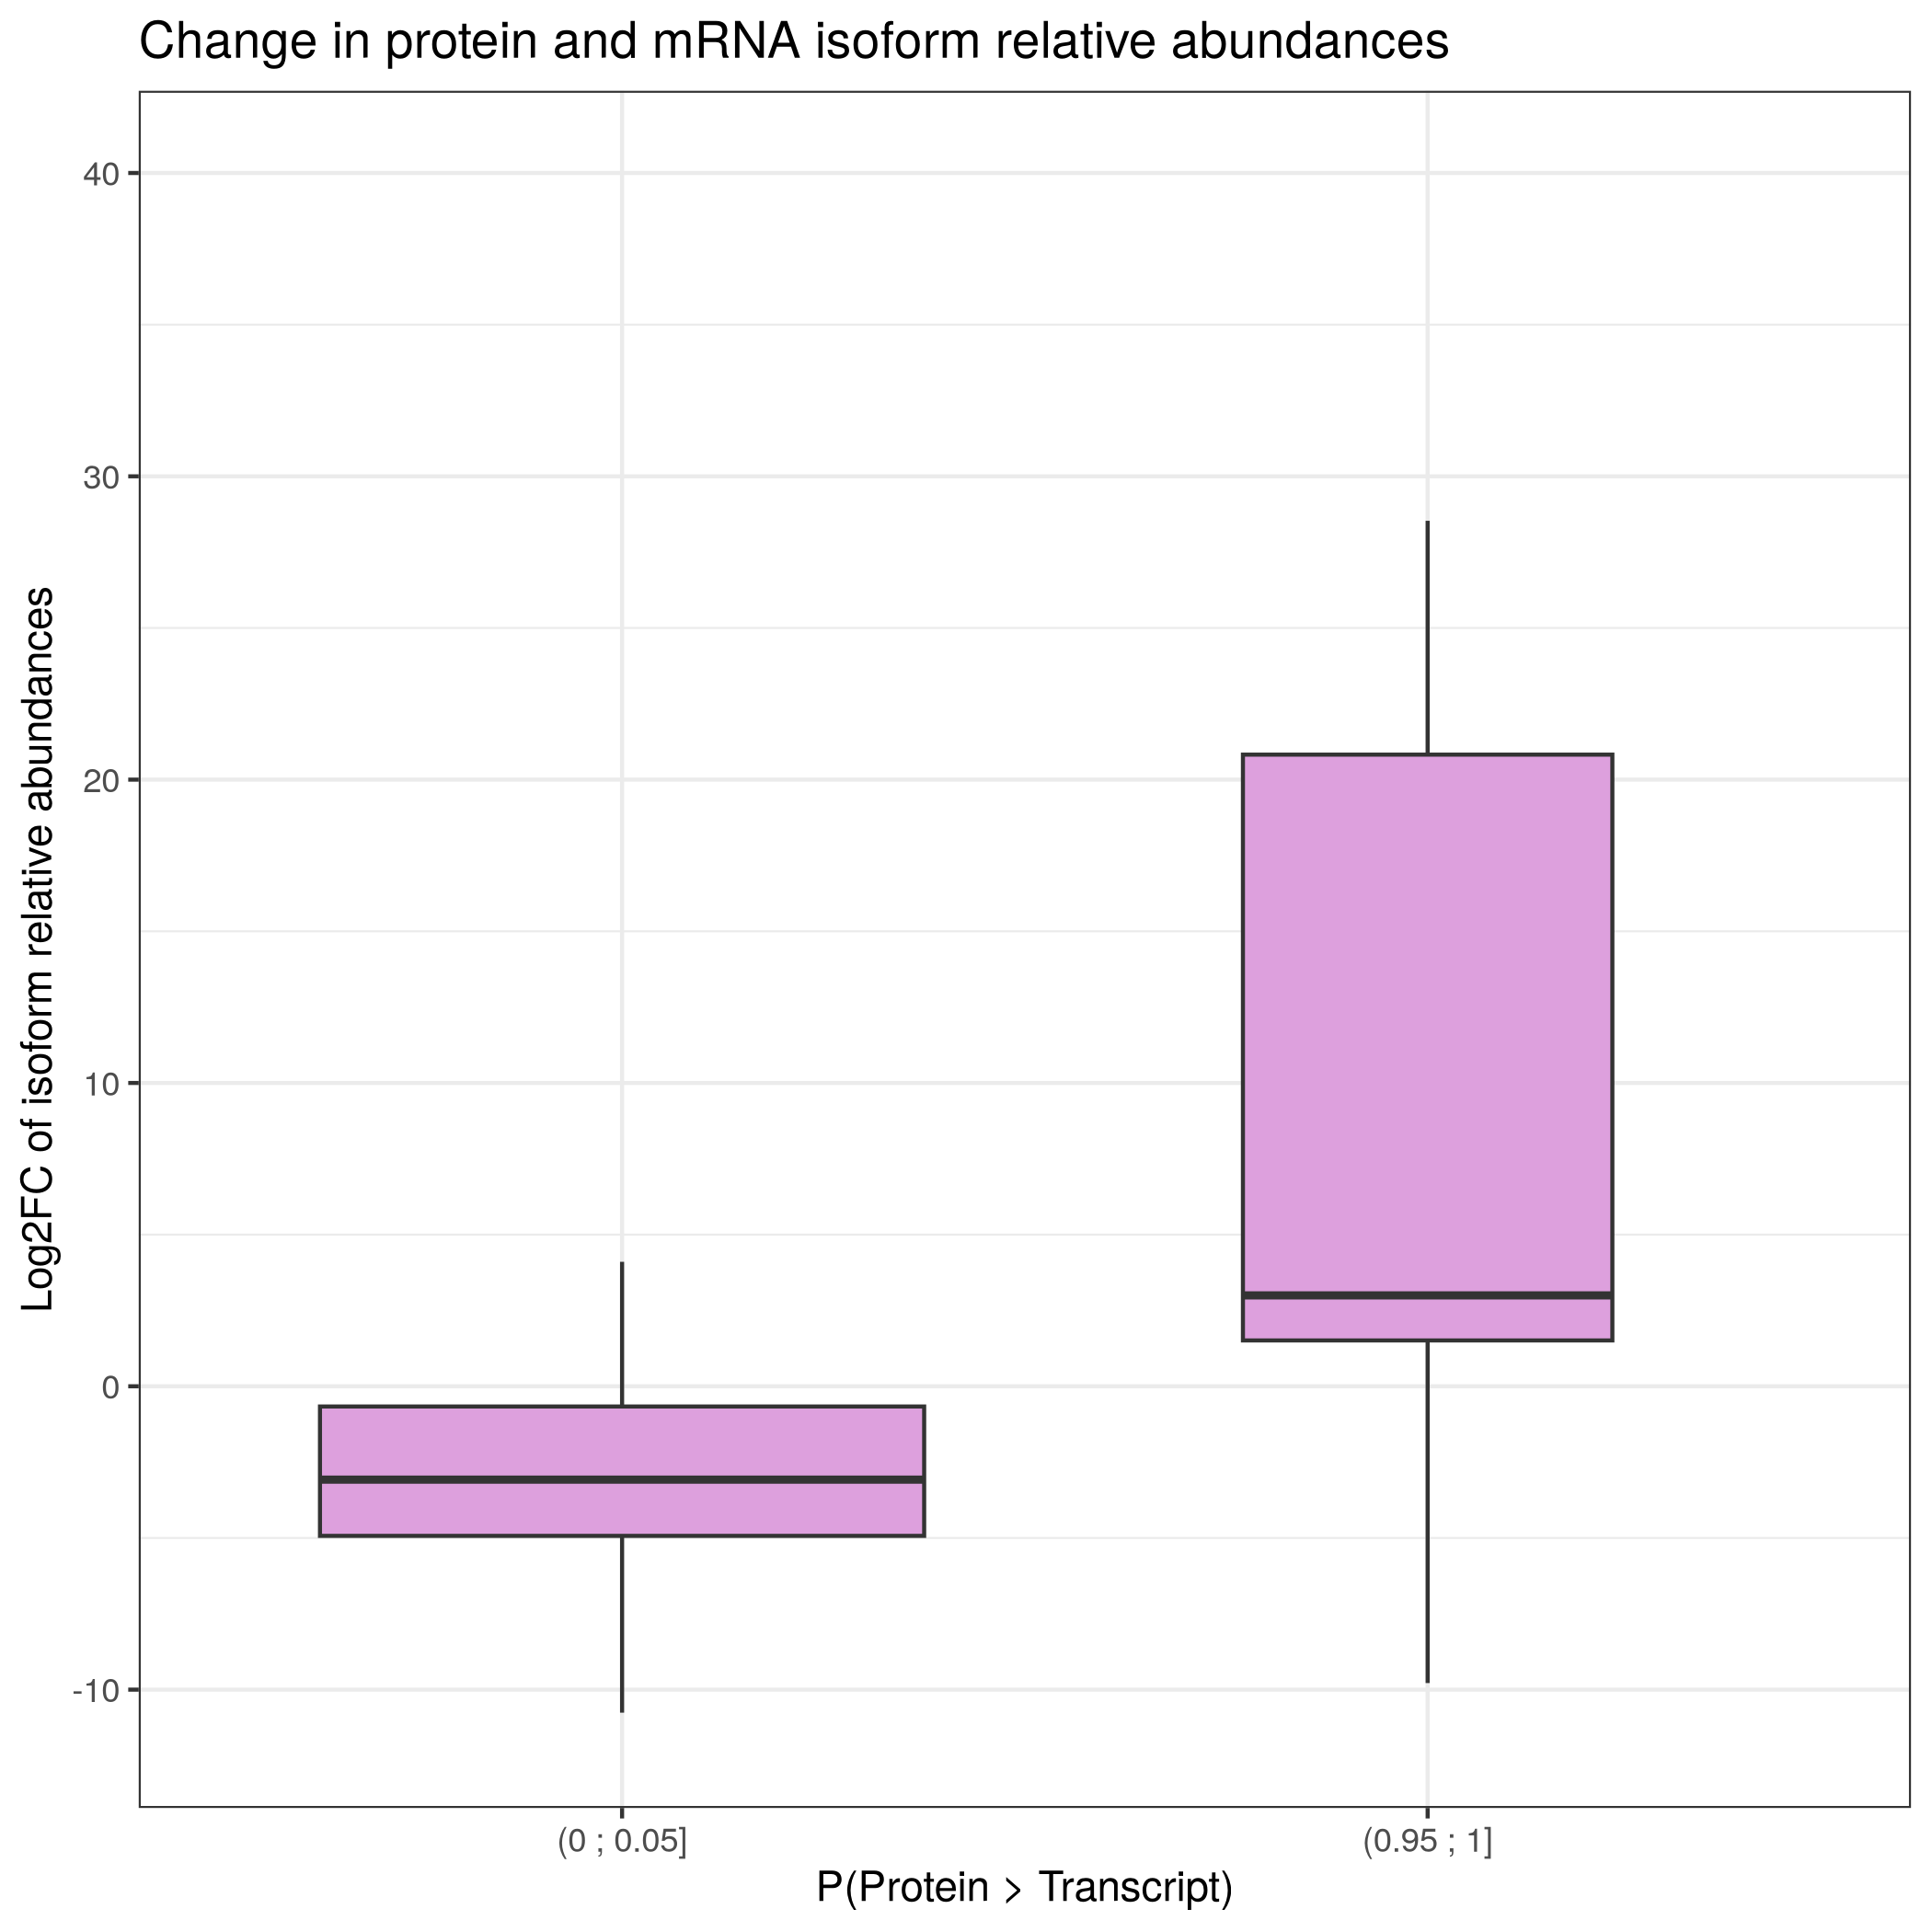 Change in protein and mRNA isoform relative abundances
Log2FC of isoform relative abundances
40
30
20
10
0
-10
(0 ; 0.05]
(0.95 ; 1]
P(Protein > Transcript)